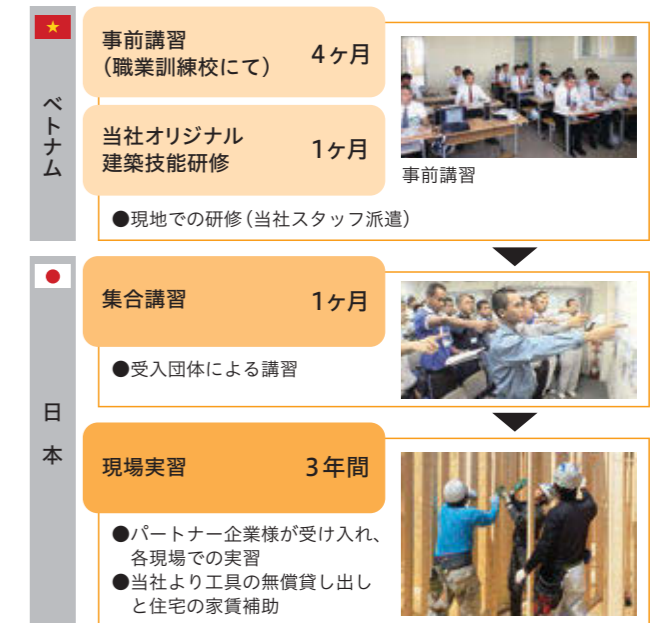 ベトナム
事前講習
（職業訓練校にて）
4ヶ月
当社オリジナル
建築技能研修
1ヶ月
事前講習
●現地での研修（当社スタッフ派遣）
日本
集合講習
1ヶ月
●受入団体による講習
現場実習
3年間
●パートナー企業様が受け入れ、
各現場での実習
●当社より工具の無償貸し出し
と住宅の家賃補助